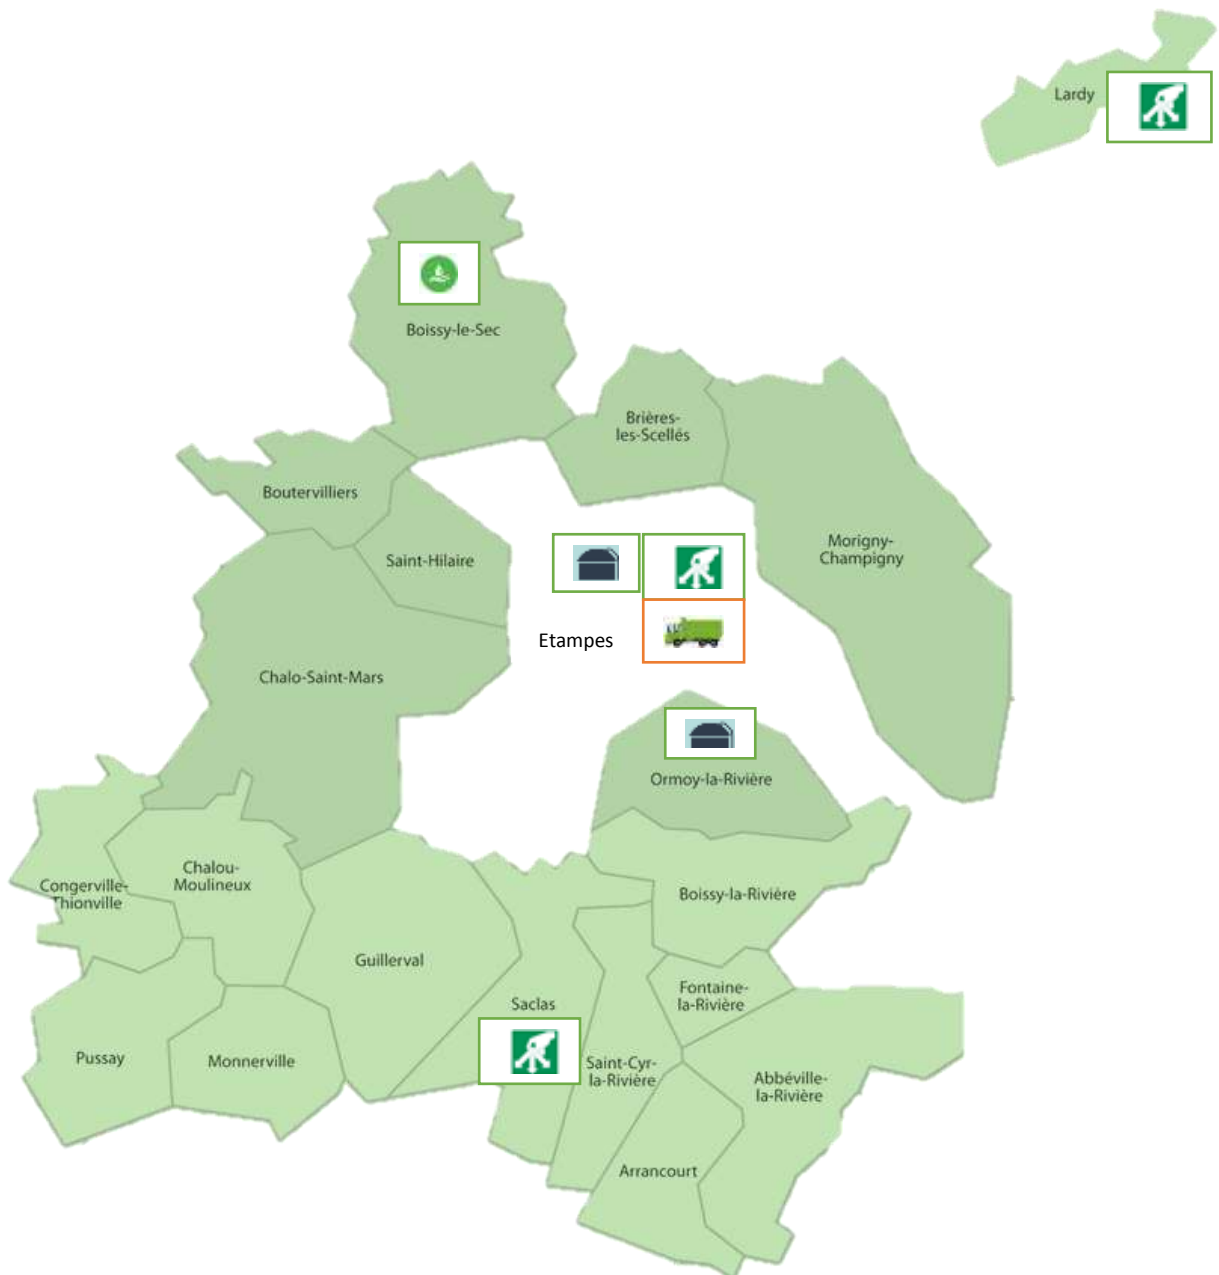 Lardy
Boissy-le-Sec
Brières-
les-Scellés
Boutervilliers
Saint-Hilaire
Morigny-
Champigny
Etampes
Chalo-Saint-Mars
Ormoy-la-Rivière
Chalou-
Moulineux
Congerville-
Thionville
Boissy-la-Rivière
Guillerval
Fontaine-
la-Rivière
Saclas
Pussay
Monnerville
Saint-Cyr-
la-Rivière
Abbéville-
la-Rivière
Arrancourt